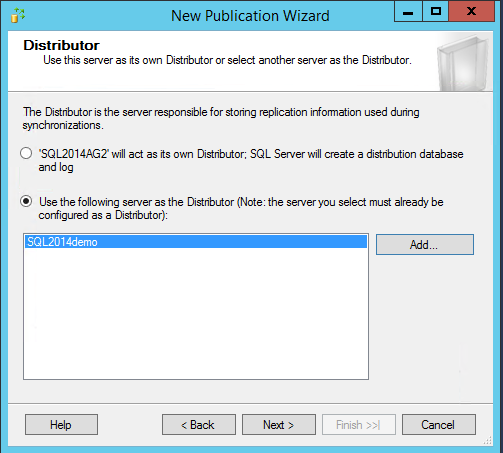 New Publication Wizard
Distributor
Use this server as its own Distributor or select another server as the Distributor.
The Distributor is the server responsible for storing replication information used during
synchronizations.
'SQL2014AG2' will act as its own Distributor; SQL Server will create a distribution database
and log
Use the following server as the Distributor (Note: the server you select must already be
configured as a Distributor):
SQL2014demo
Add...
Help
< Back
Next >
Finish >>|
Cancel